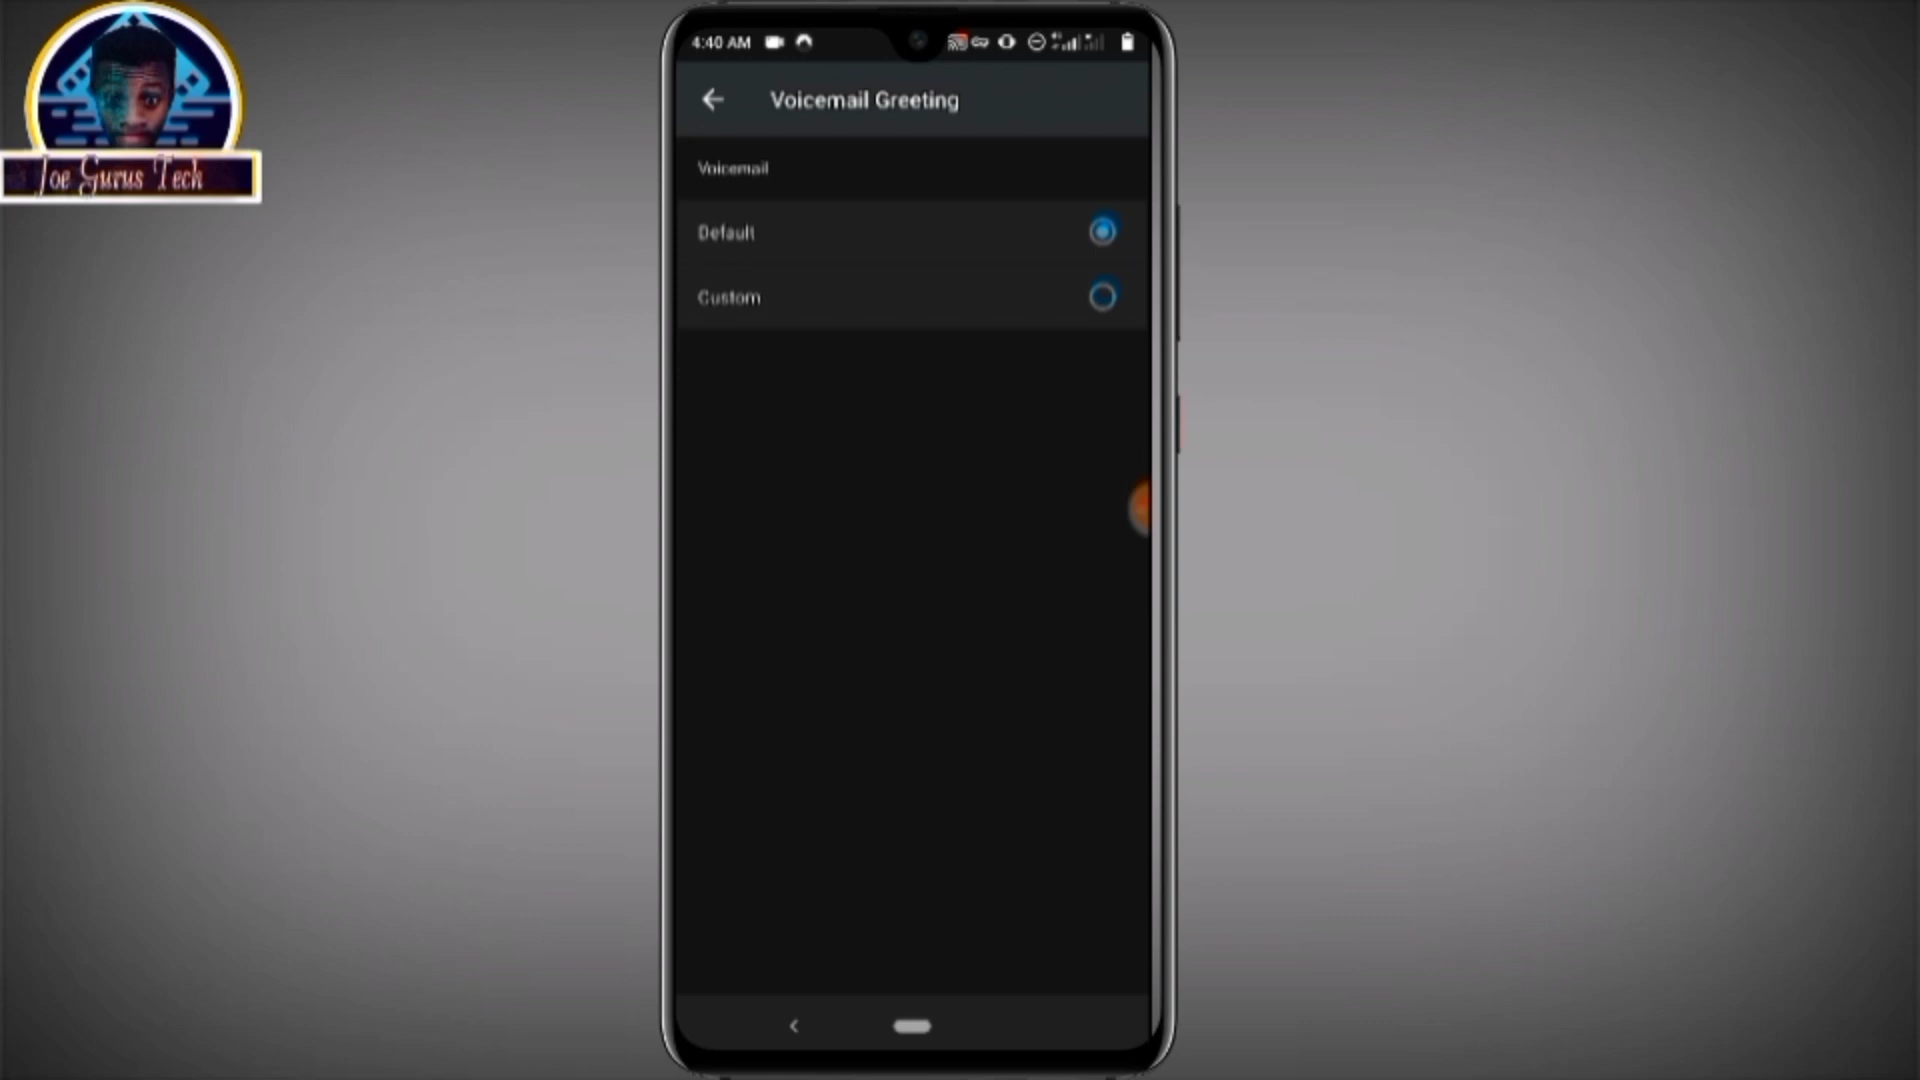 Joe Gurus Tech
4:40 AM
Voicemail Greeting
Voicemail
Default
Custom